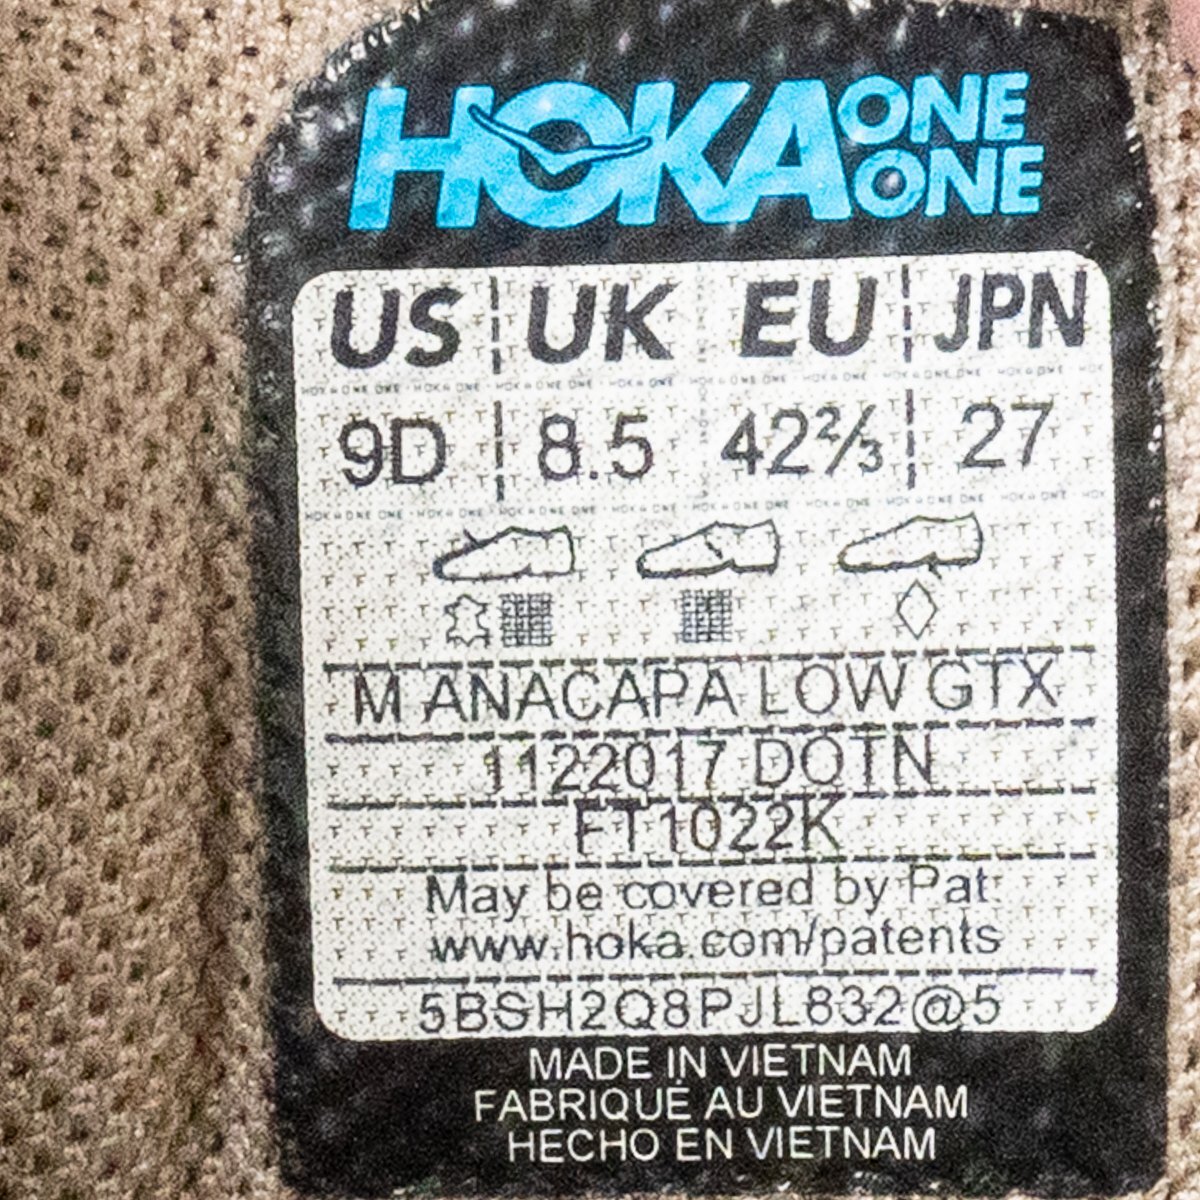 HOKA ONE ONE
US UK EU JPN
9D 8.5 42⅔ 27
M ANACAPA LOW GTX
1122017 DOTN
FT1022K
May be covered by Pat.
www.hoka.com/patents
5BSH2Q8PJL832@5
MADE IN VIETNAM
FABRIQUÉ AU VIETNAM
HECHO EN VIETNAM